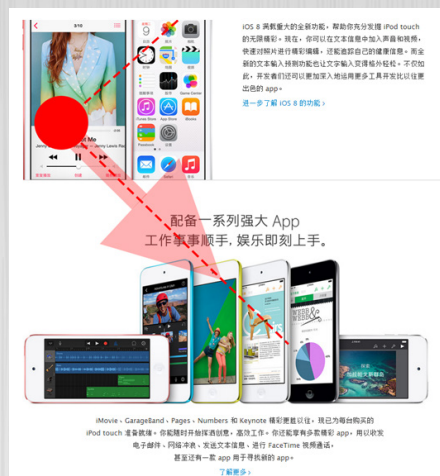 iOS 8 满载重大的全新功能，帮助你充分发掘 iPod touch
的无限精彩。现在，你可以在文本信息中加入声音和视频，
快速对照片进行精彩编辑，还能追踪自己的健康信息。而全
新的文本输入预测功能也让文字输入变得格外轻松。不仅如
此，开发者们还可以更加深入地运用更多工具开发比以往更
出色的 app。
进一步了解 iOS 8 的功能 ›
配备一系列强大 App
工作事事顺手，娱乐即刻上手。
iMovie、GarageBand、Pages、Numbers 和 Keynote 精彩更胜以往，现已为每台购买的
iPod touch 准备就绪。你能随时开始挥洒创意，高效工作。你还能享有多款精彩 app，用以收发
电子邮件、网络冲浪、发送文本信息、进行 FaceTime 视频通话。
甚至还有一款 app 用于寻找新的 app。
了解更多 ›